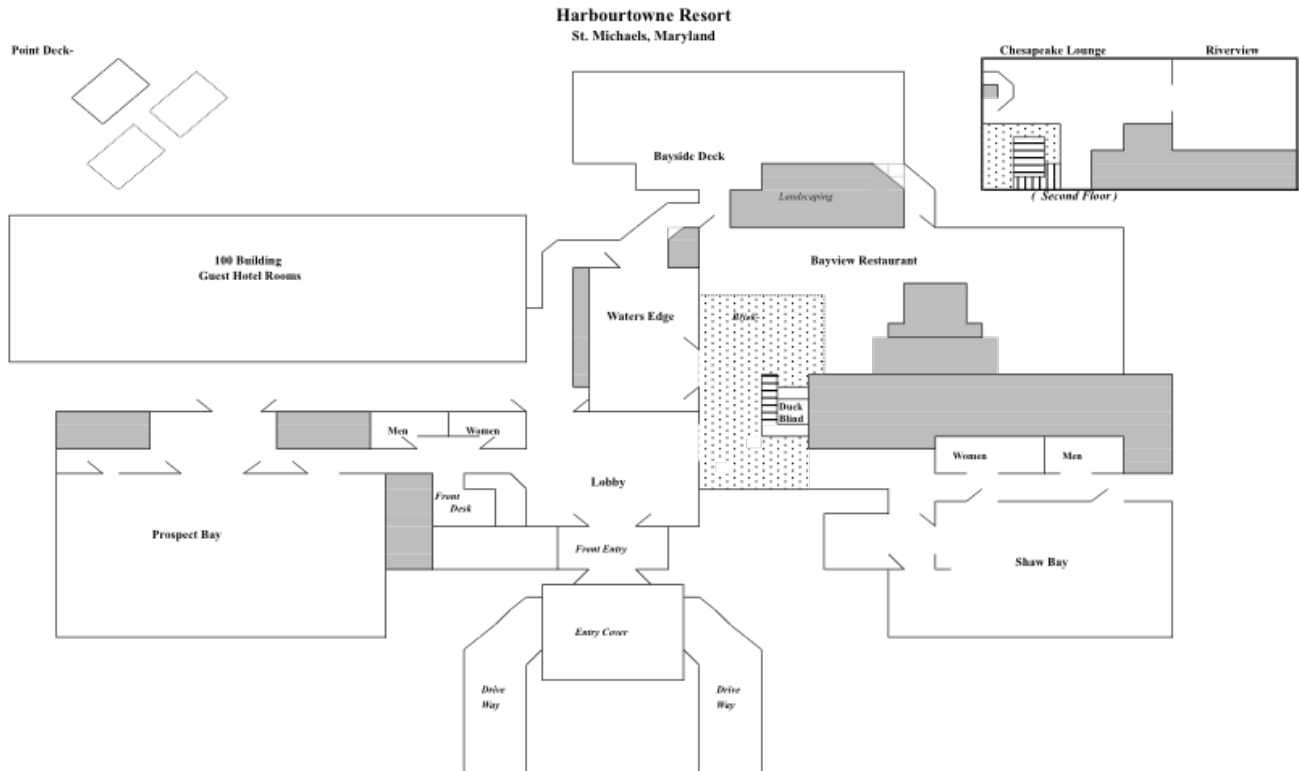 Harbourtowne Resort
St. Michaels, Maryland
Point Deck-
Chesapeake Lounge
Riverview
( Second Floor )
Bayside Deck
Landscaping
100 Building
Guest Hotel Rooms
Bayview Restaurant
Waters Edge
Duck
Blind
Men
Women
Women
Men
Front
Desk
Lobby
Prospect Bay
Front Entry
Shaw Bay
Entry Cover
Drive
Way
Drive
Way